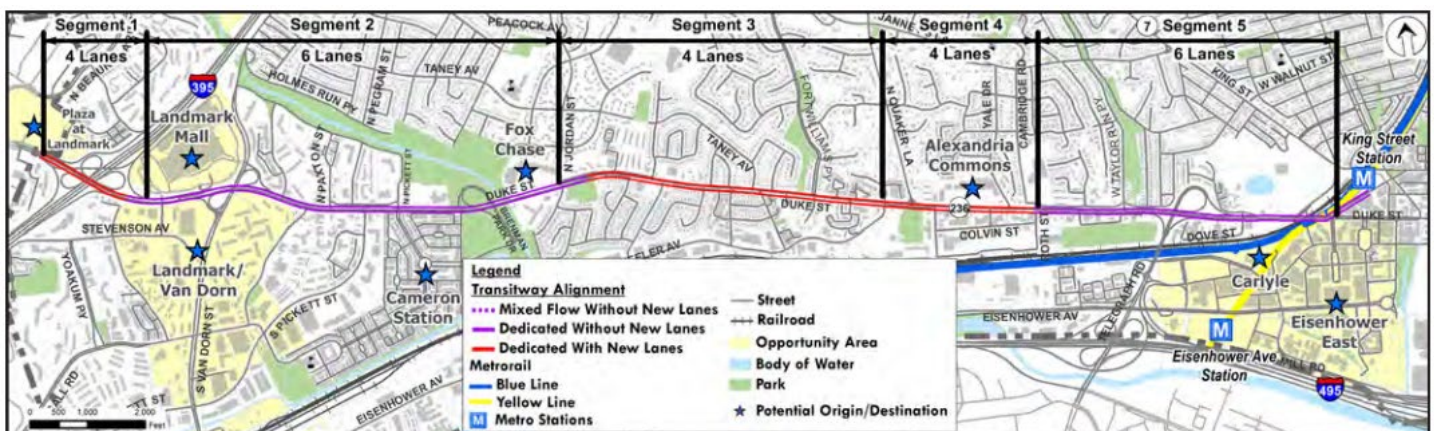 Segment 1
Segment 2
Segment 3
Segment 4
7
Segment 5
4 Lanes
6 Lanes
4 Lanes
4 Lanes
6 Lanes
PEACOCK AV
JANNE
N BEAUR
395
HOLMES RUN PY
TANEY AV
N PEGRAM ST
KING ST
W WALNUT ST
Plaza at
Landmark
Landmark
Mall
N PAXTON ST
N PICKETT ST
Fox
Chase
N JORDAN ST
TANEY AV
FORT WILLIAMS PY
N QUAKER LA
YALE DR
CAMBRIDGE RD
Alexandria
Commons
W TAYLOR RUN PY
King Street
Station
M
DUKE ST
DUKE ST
236
DUKE ST
STEVENSON AV
COLVIN ST
ROTH ST
DOVE ST
YOAKUM PY
Landmark/
Van Dorn
S VAN DORN ST
S PICKETT ST
Cameron
Station
Carlyle
EISENHOWER AV
TELEGRAPH RD
Eisenhower
East
M
Eisenhower Ave
Station
MILL RD
495
EISENHOWER AV
0 500 1,000 2,000
Feet
Legend
Transitway Alignment
Mixed Flow Without New Lanes
Dedicated Without New Lanes
Dedicated With New Lanes
Metrorail
Blue Line
Yellow Line
M Metro Stations
Street
Railroad
Opportunity Area
Body of Water
Park
Potential Origin/Destination